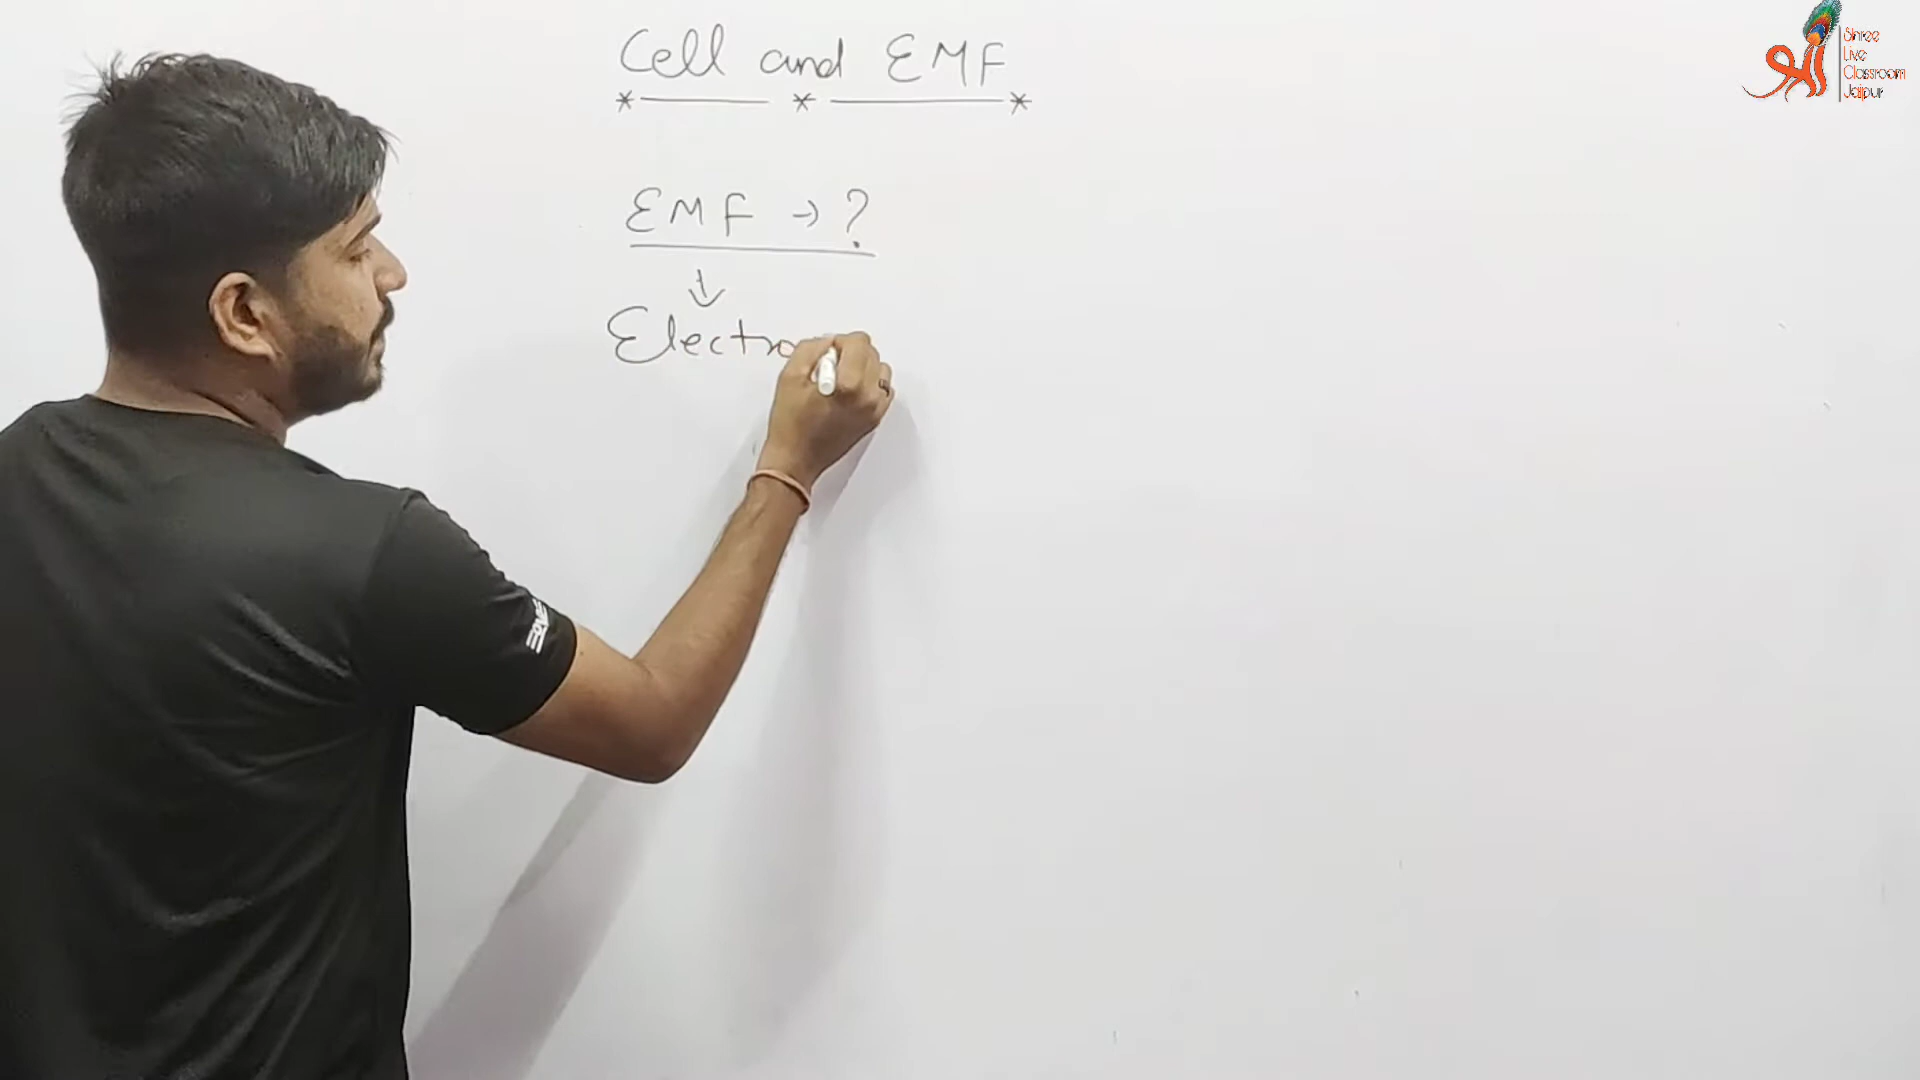 Cell and EMF
EMF → ?
Electro
श्री
Shree
Live
Classroom
Jaipur